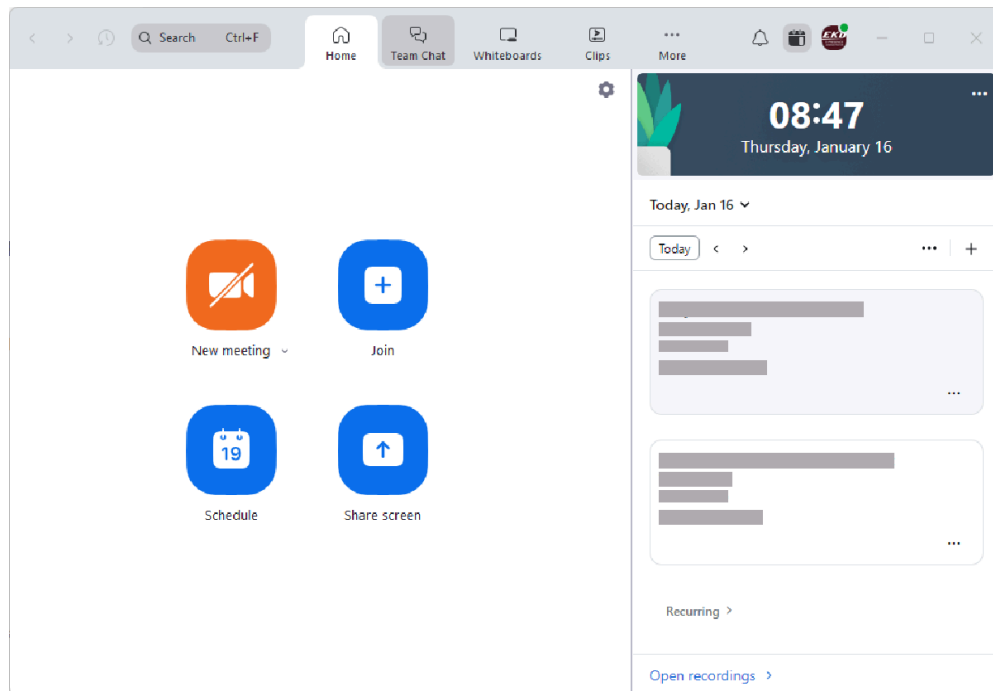 Search Ctrl+F
Home
Team Chat
Whiteboards
Clips
More
EKU
08:47
Thursday, January 16
Today, Jan 16
Today
New meeting
Join
19
Schedule
Share screen
Recurring
Open recordings